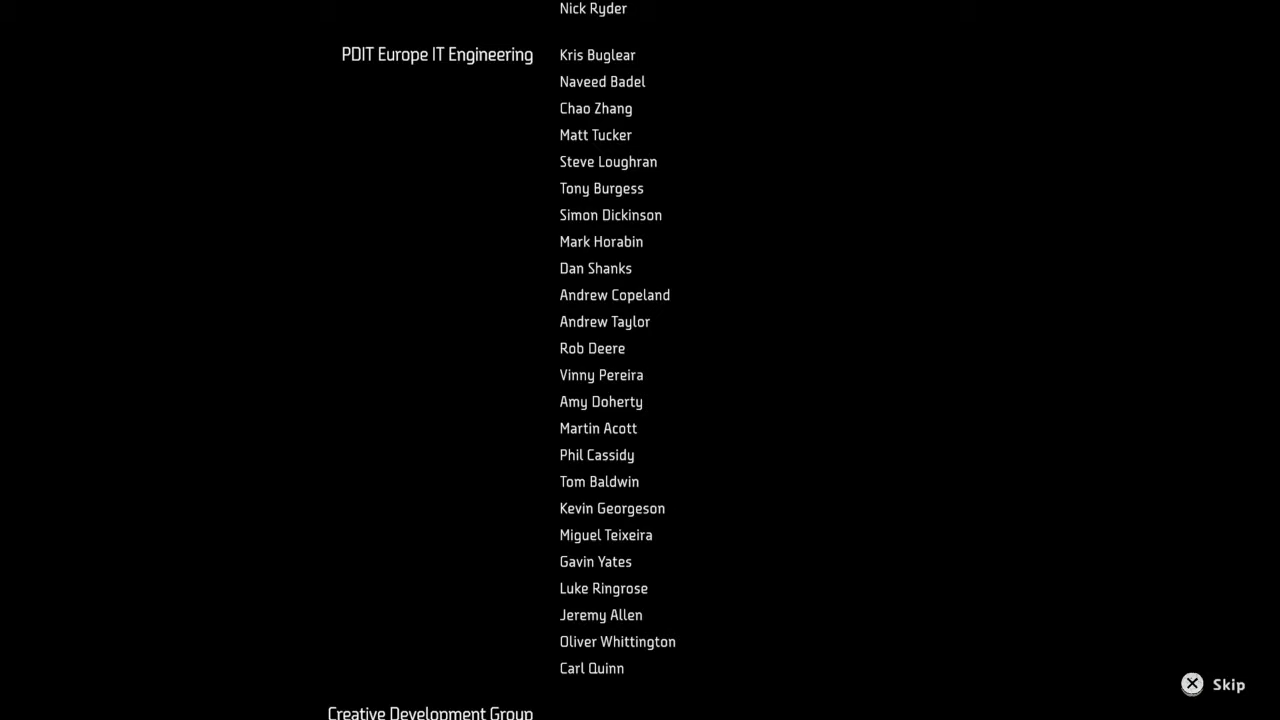 Nick Ryder
PDIT Europe IT Engineering
Kris Buglear
Naveed Badel
Chao Zhang
Matt Tucker
Steve Loughran
Tony Burgess
Simon Dickinson
Mark Horabin
Dan Shanks
Andrew Copeland
Andrew Taylor
Rob Deere
Vinny Pereira
Amy Doherty
Martin Acott
Phil Cassidy
Tom Baldwin
Kevin Georgeson
Miguel Teixeira
Gavin Yates
Luke Ringrose
Jeremy Allen
Oliver Whittington
Carl Quinn
Skip
Creative Development Group